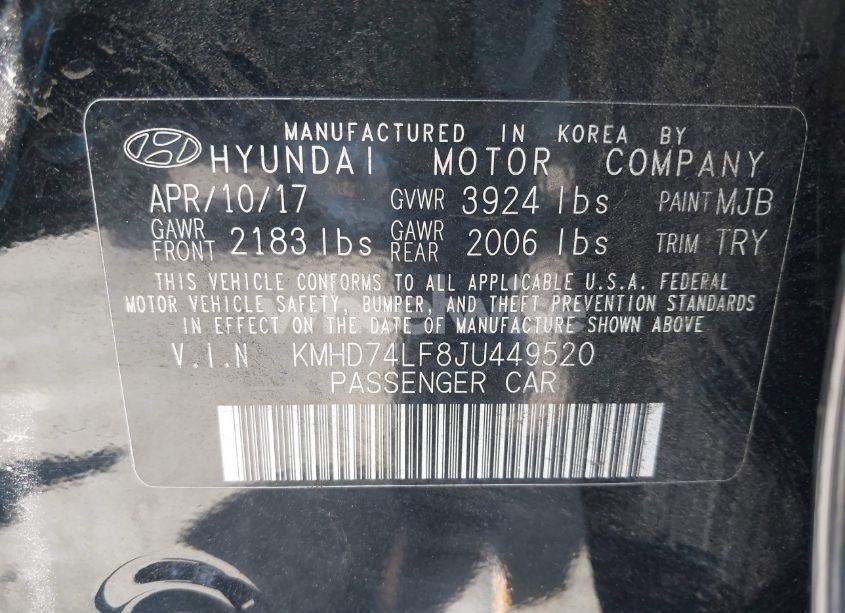 MANUFACTURED IN KOREA BY
HYUNDAI MOTOR COMPANY
APR/10/17 GVWR 3924 lbs PAINT MJB
GAWR FRONT 2183 lbs GAWR REAR 2006 lbs TRIM TRY
THIS VEHICLE CONFORMS TO ALL APPLICABLE U.S.A. FEDERAL
MOTOR VEHICLE SAFETY, BUMPER, AND THEFT PREVENTION STANDARDS
IN EFFECT ON THE DATE OF MANUFACTURE SHOWN ABOVE.
V.I.N KMHD74LF8JU449520
PASSENGER CAR